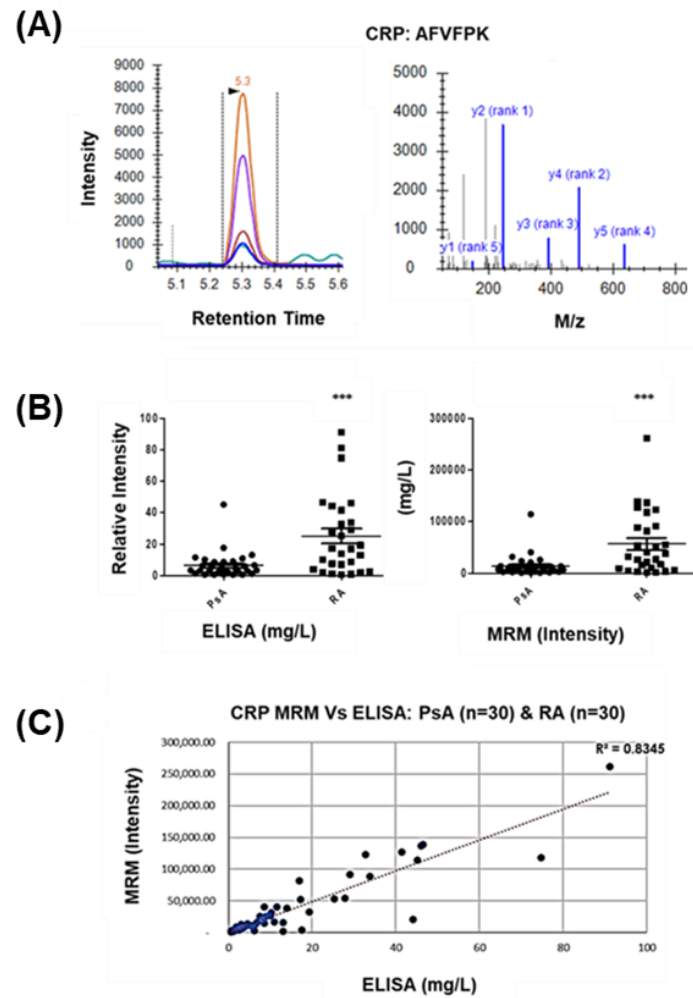 (A)
CRP: AFVFPK
9000
8000
7000
6000
5000
4000
3000
2000
1000
0
Intensity
5.3
5.1 5.2 5.3 5.4 5.5 5.6
Retention Time
5000
4000
3000
2000
1000
0
y2 (rank 1)
y4 (rank 2)
y3 (rank 3)
y5 (rank 4)
y1 (rank 5)
200 400 600 800
M/z
(B)
Relative Intensity
100
80
60
40
20
0
***
PsA RA
ELISA (mg/L)
(mg/L)
300000
200000
100000
0
***
PsA RA
MRM (Intensity)
(C)
CRP MRM Vs ELISA: PsA (n=30) & RA (n=30)
R² = 0.8345
MRM (Intensity)
300,000.00
250,000.00
200,000.00
150,000.00
100,000.00
50,000.00
-
0 20 40 60 80 100
ELISA (mg/L)